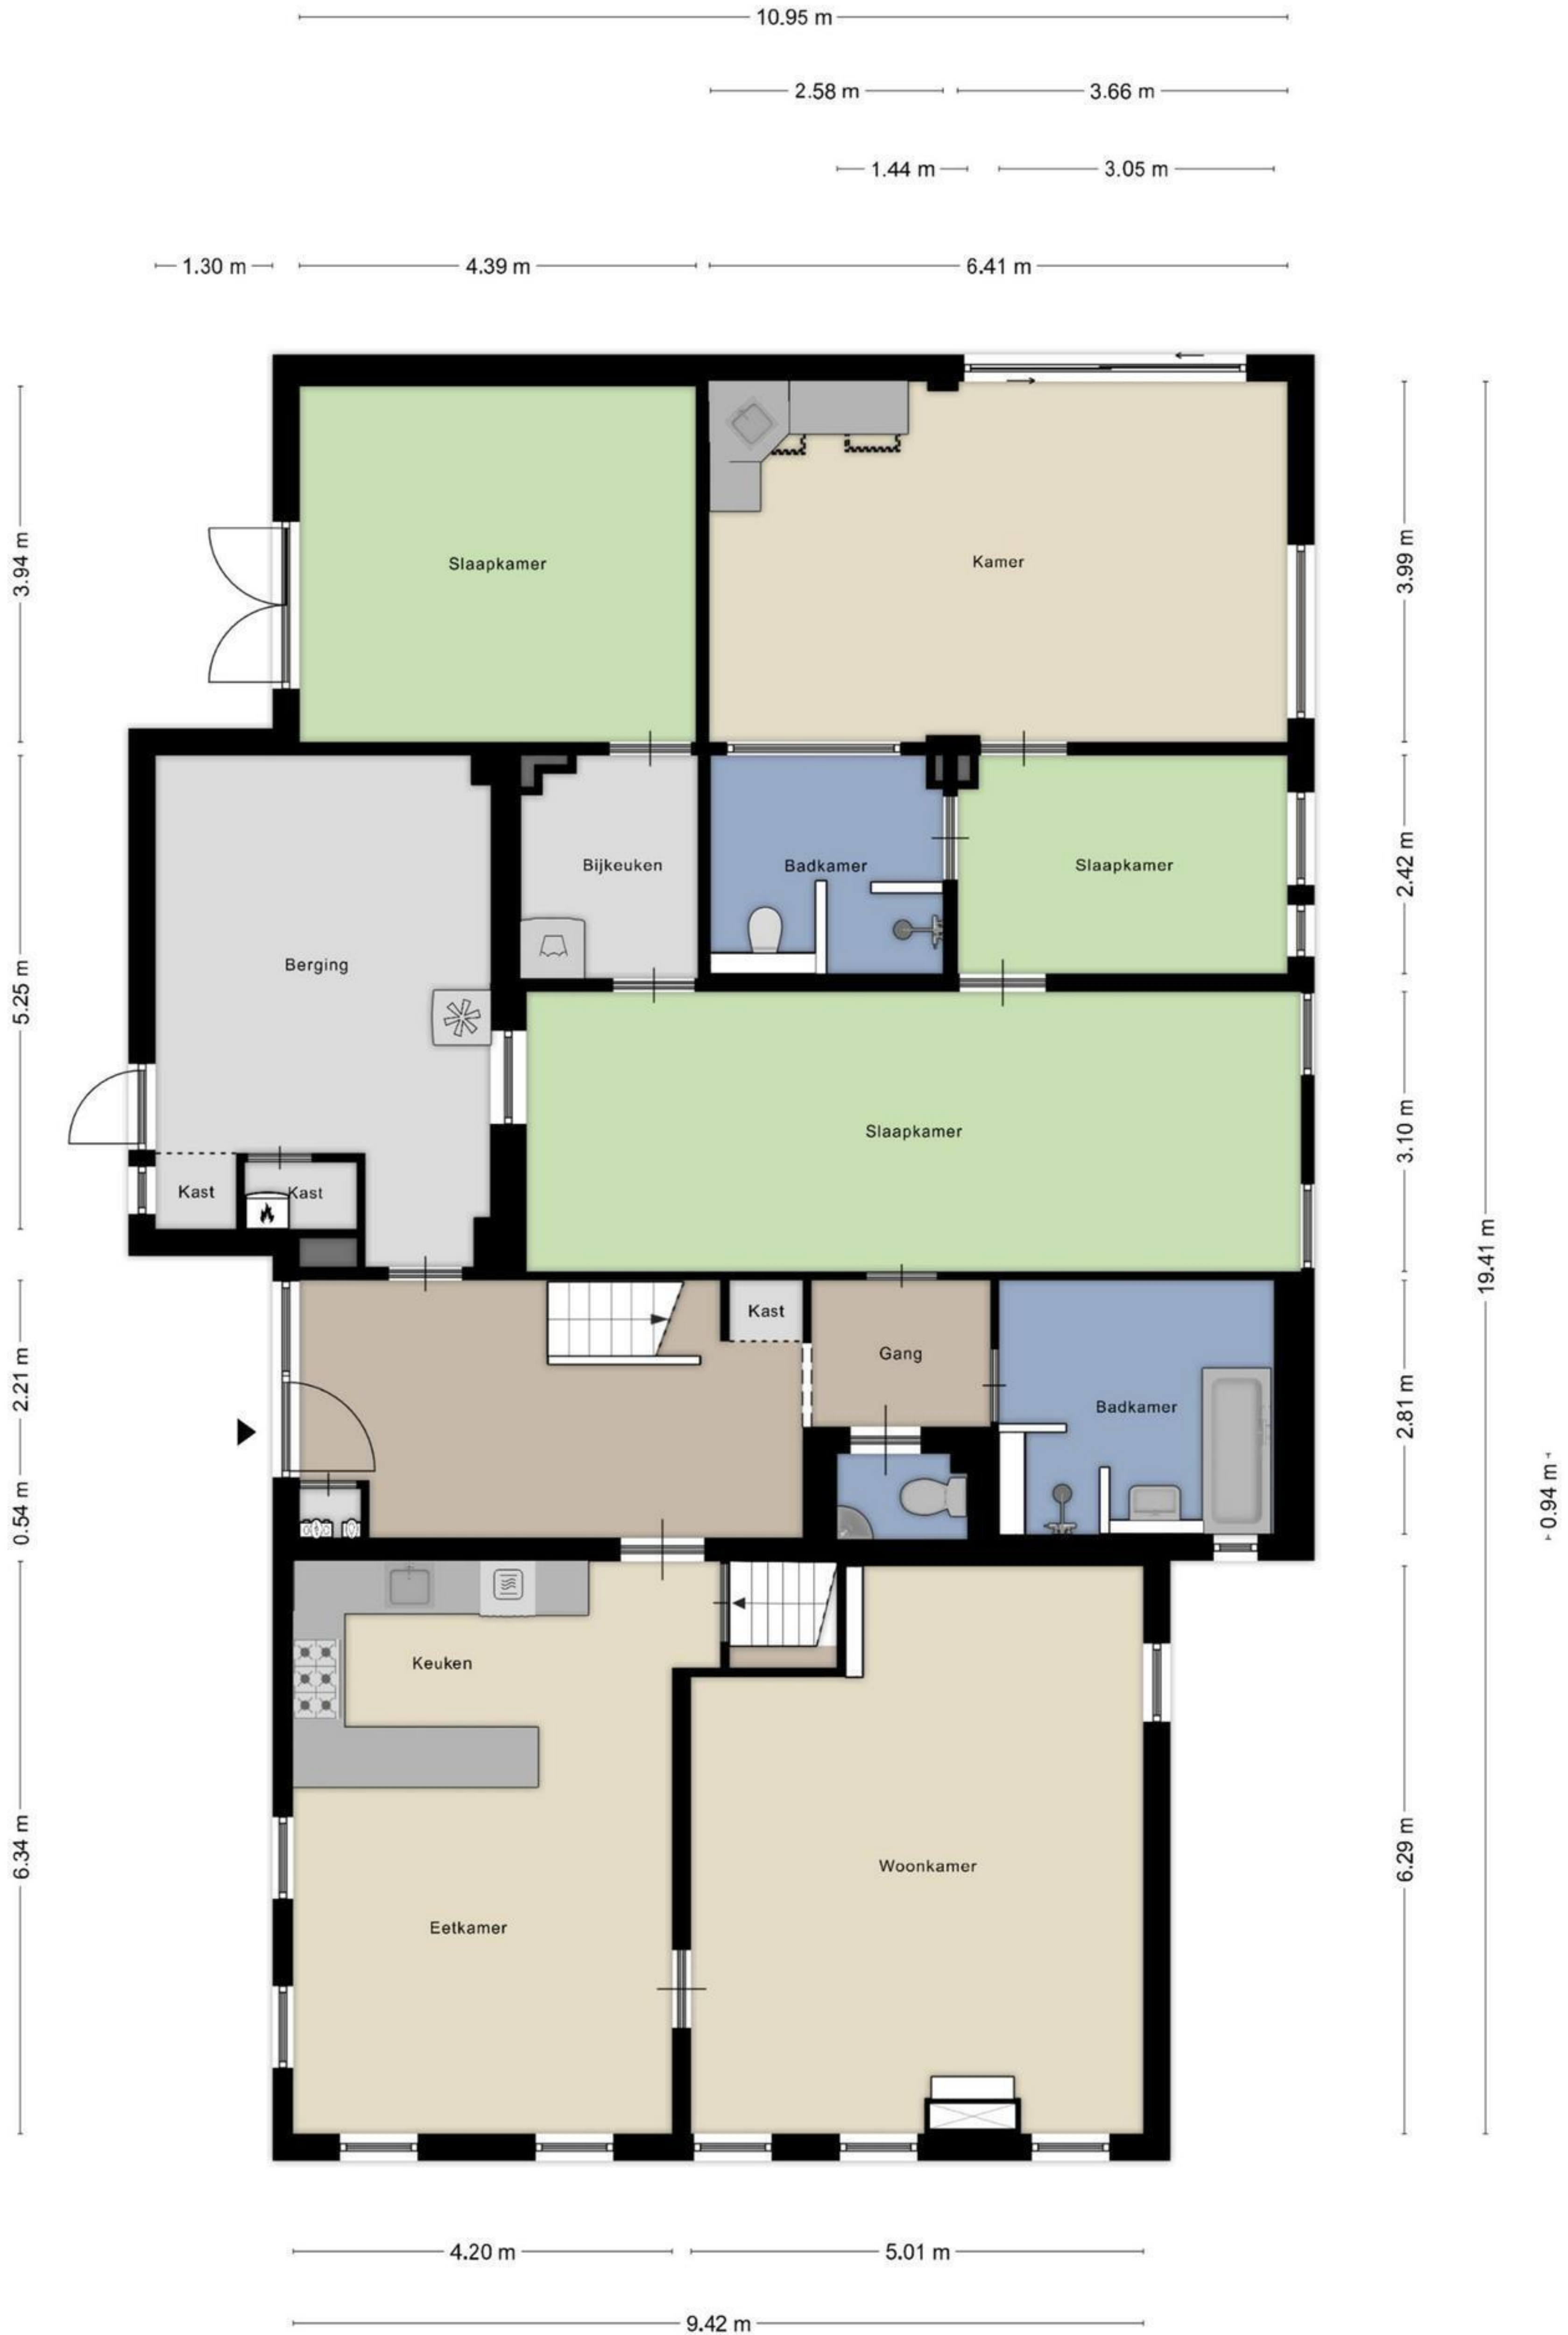 10.95 m
2.58 m
3.66 m
1.44 m
3.05 m
1.30 m
4.39 m
6.41 m
3.94 m
Slaapkamer
Kamer
3.99 m
Bijkeuken
Badkamer
Slaapkamer
2.42 m
Berging
5.25 m
Slaapkamer
3.10 m
Kast
Kast
19.41 m
Kast
Gang
2.21 m
Badkamer
2.81 m
0.54 m
0.94 m
Keuken
6.34 m
Woonkamer
6.29 m
Eetkamer
4.20 m
5.01 m
9.42 m